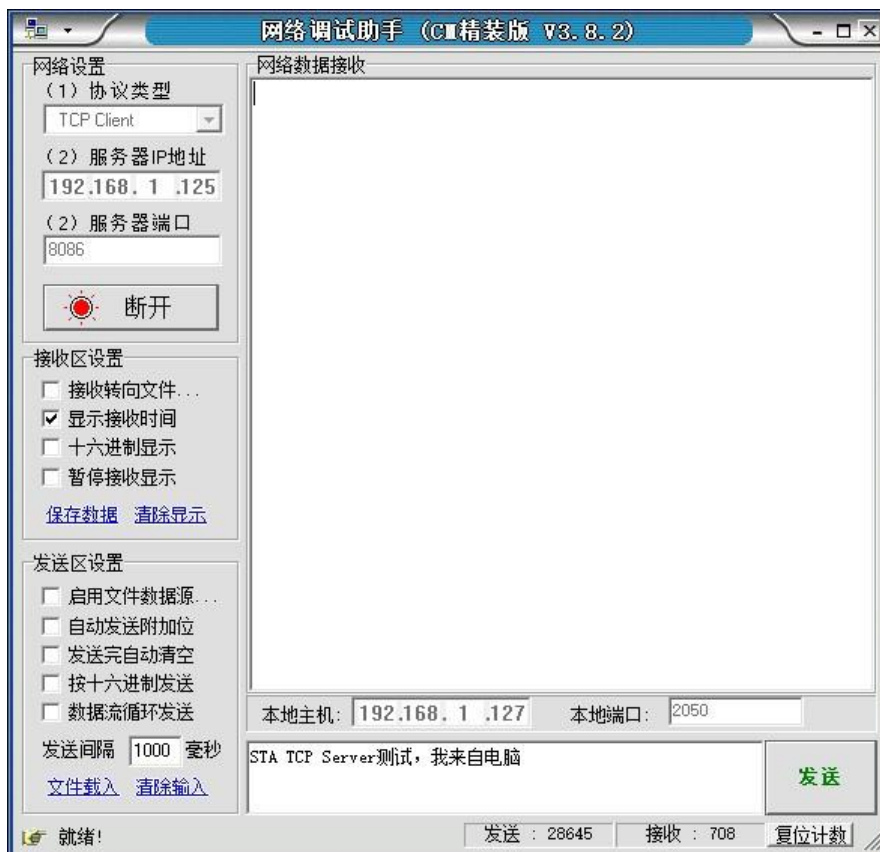 网络调试助手 (CMⅢ精装版 V3.8.2)
网络设置
(1) 协议类型
TCP Client
(2) 服务器IP地址
192.168. 1 .125
(2) 服务器端口
8086
断开
接收区设置
接收转向文件...
显示接收时间
十六进制显示
暂停接收显示
保存数据 清除显示
发送区设置
启用文件数据源...
自动发送附加位
发送完自动清空
按十六进制发送
数据流循环发送
发送间隔 1000 毫秒
文件载入 清除输入
网络数据接收
本地主机: 192.168. 1 .127 本地端口: 2050
STA TCP Server测试，我来自电脑
发送
就绪!
发送 : 28645 接收 : 708 复位计数